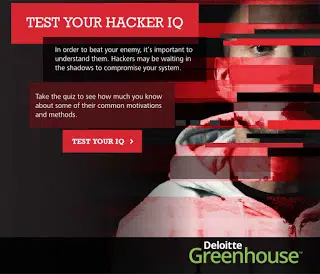 TEST YOUR HACKER IQ
In order to beat your enemy, it's important to
understand them. Hackers may be waiting in
the shadows to compromise your system.
Take the quiz to see how much you know
about some of their common motivations
and methods.
TEST YOUR IQ >
Deloitte
Greenhouse™